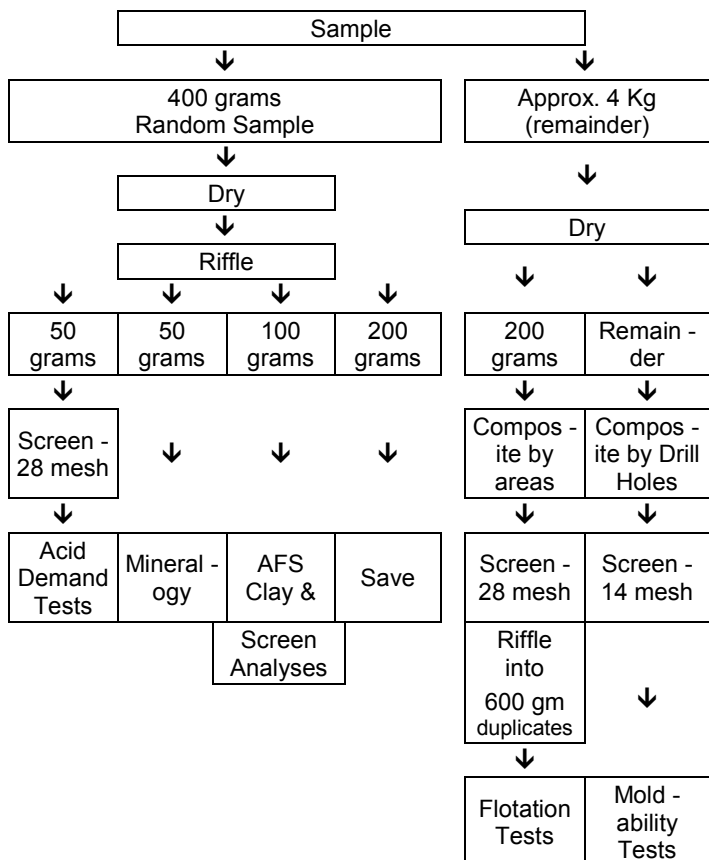 Sample
400 grams
Random Sample
Approx. 4 Kg
(remainder)
Dry
Dry
Riffle
50
grams
50
grams
100
grams
200
grams
200
grams
Remain -
der
Screen -
28 mesh
Compos -
ite by
areas
Compos -
ite by Drill
Holes
Acid
Demand
Tests
Mineral -
ogy
AFS
Clay &
Save
Screen
Analyses
Screen -
28 mesh
Screen -
14 mesh
Riffle
into
600 gm
duplicates
Flotation
Tests
Mold -
ability
Tests